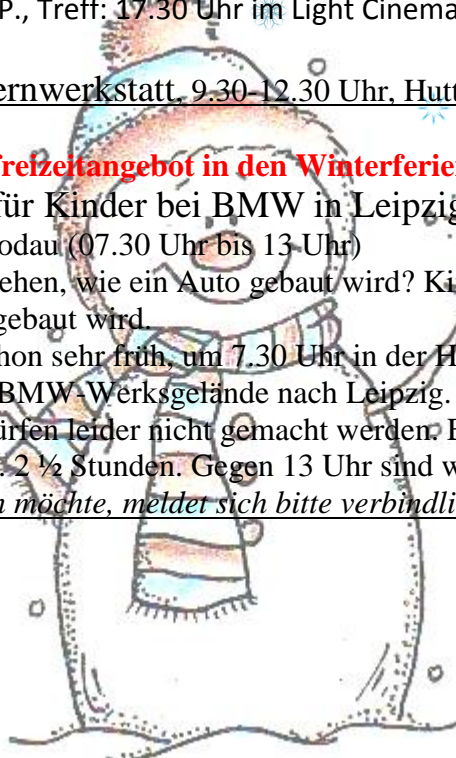 P., Treff: 17.30 Uhr im Light Cinema
ernwerkstatt, 9.30-12.30 Uhr, Hutt
freizeitangebot in den Winterferie
für Kinder bei BMW in Leipzig
odau (07.30 Uhr bis 13 Uhr)
ehen, wie ein Auto gebaut wird? Ki
gebaut wird.
hon sehr früh, um 7.30 Uhr in der H
BMW-Werksgelände nach Leipzig.
ürfen leider nicht gemacht werden. E
. 2 ½ Stunden. Gegen 13 Uhr sind w
n möchte, meldet sich bitte verbindli